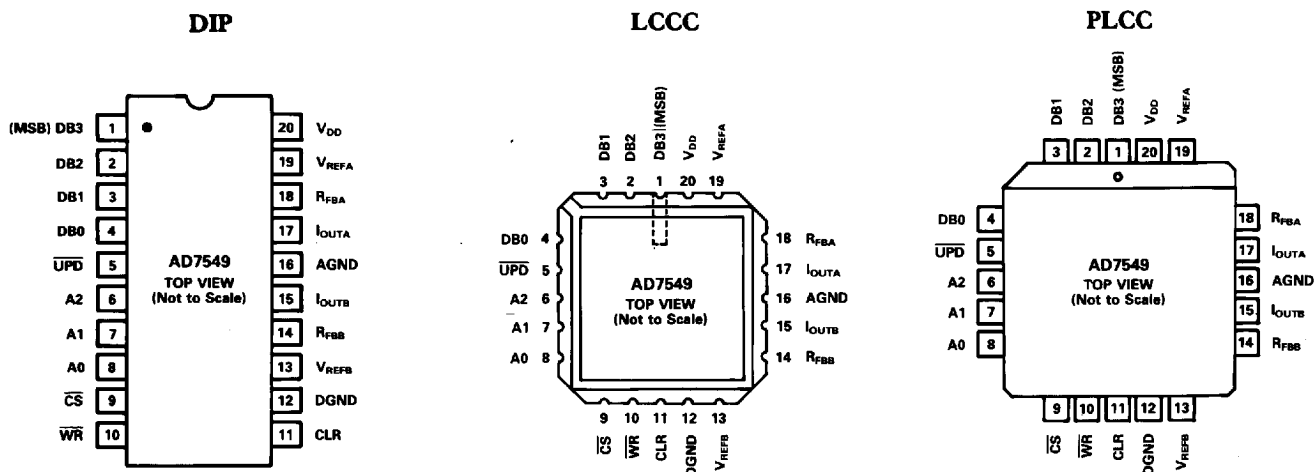 DIP
(MSB) DB3 1 20 VDD
DB2 2 19 VREFA
DB1 3 18 RFBA
DB0 4 17 IOUTA
UPD 5 16 AGND
A2 6 15 IOUTB
A1 7 14 RFBB
A0 8 13 VREFB
CS 9 12 DGND
WR 10 11 CLR
AD7549
TOP VIEW
(Not to Scale)
LCCC
DB1 DB2 DB3 (MSB) VDD VREFA
3 2 1 20 19
DB0 4 18 RFBA
UPD 5 17 IOUTA
A2 6 16 AGND
A1 7 15 IOUTB
A0 8 14 RFBB
AD7549
TOP VIEW
(Not to Scale)
9 10 11 12 13
CS WR CLR DGND VREFB
PLCC
DB1 DB2 DB3 (MSB) VDD VREFA
3 2 1 20 19
DB0 4 18 RFBA
UPD 5 17 IOUTA
A2 6 16 AGND
A1 7 15 IOUTB
A0 8 14 RFBB
AD7549
TOP VIEW
(Not to Scale)
9 10 11 12 13
CS WR CLR DGND VREFB